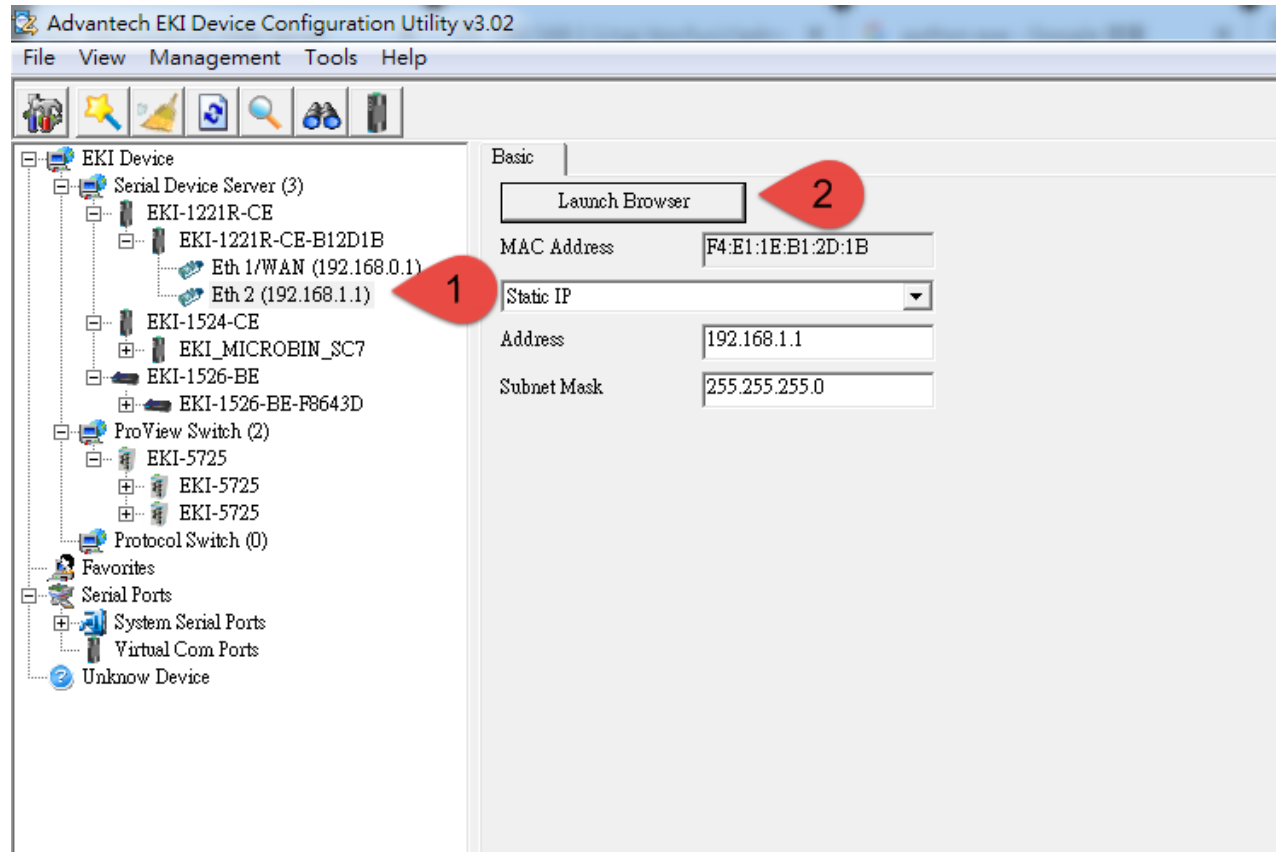 Advantech EKI Device Configuration Utility v3.02
File View Management Tools Help
EKI Device
Serial Device Server (3)
EKI-1221R-CE
EKI-1221R-CE-B12D1B
Eth 1/WAN (192.168.0.1)
Eth 2 (192.168.1.1)
1
EKI-1524-CE
EKI_MICROBIN_SC7
EKI-1526-BE
EKI-1526-BE-F8643D
ProView Switch (2)
EKI-5725
EKI-5725
EKI-5725
Protocol Switch (0)
Favorites
Serial Ports
System Serial Ports
Virtual Com Ports
Unknow Device
Basic
Launch Browser
2
MAC Address F4:E1:1E:B1:2D:1B
Static IP
Address 192.168.1.1
Subnet Mask 255.255.255.0